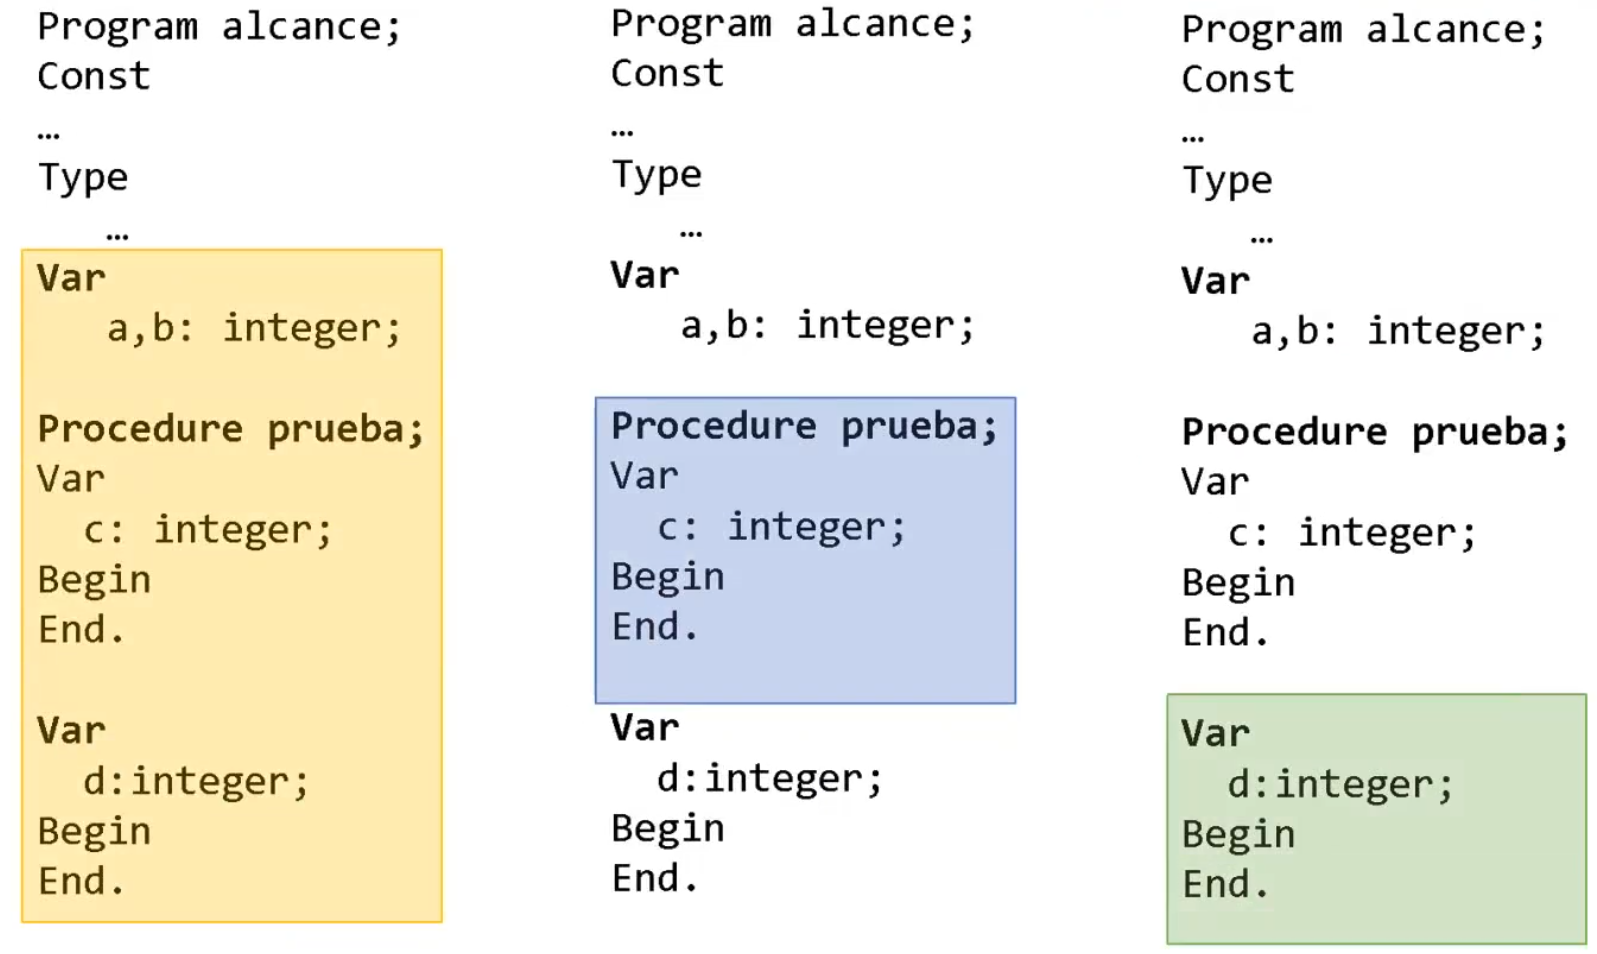 Program alcance;
Const
…
Type
…
Var
a,b: integer;
Procedure prueba;
Var
c: integer;
Begin
End.
Var
d:integer;
Begin
End.
Program alcance;
Const
…
Type
…
Var
a,b: integer;
Procedure prueba;
Var
c: integer;
Begin
End.
Var
d:integer;
Begin
End.
Program alcance;
Const
…
Type
…
Var
a,b: integer;
Procedure prueba;
Var
c: integer;
Begin
End.
Var
d:integer;
Begin
End.